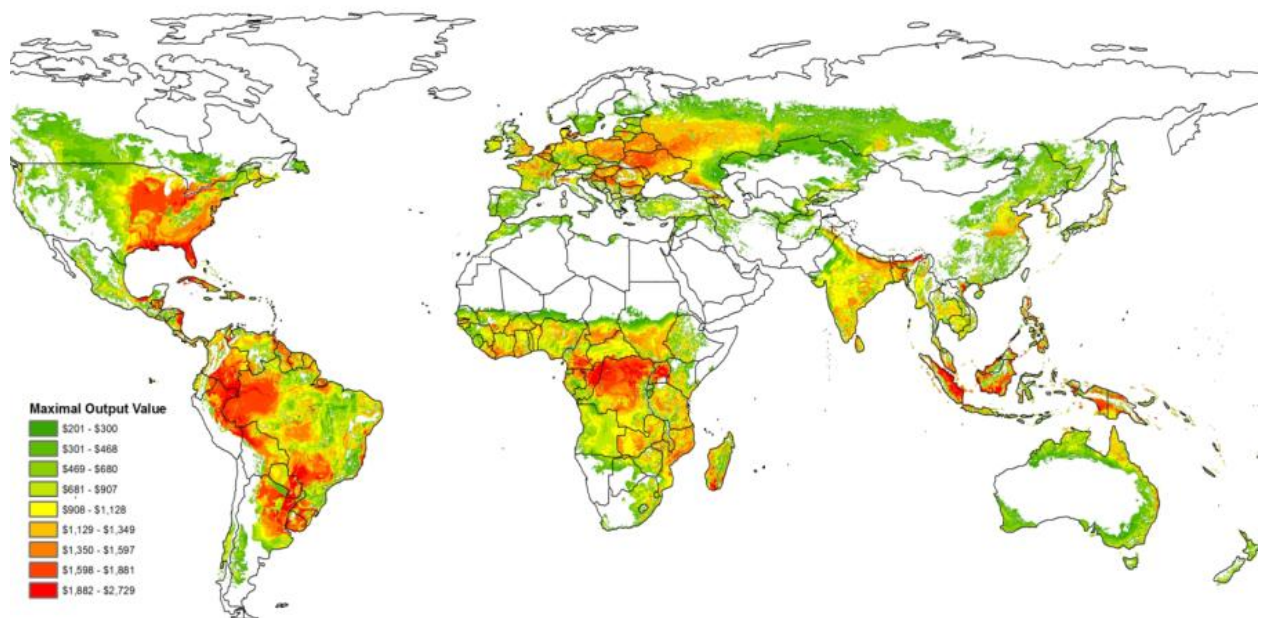 Maximal Output Value
$201 - $300
$301 - $468
$469 - $680
$681 - $907
$908 - $1,128
$1,129 - $1,349
$1,350 - $1,597
$1,598 - $1,881
$1,882 - $2,729